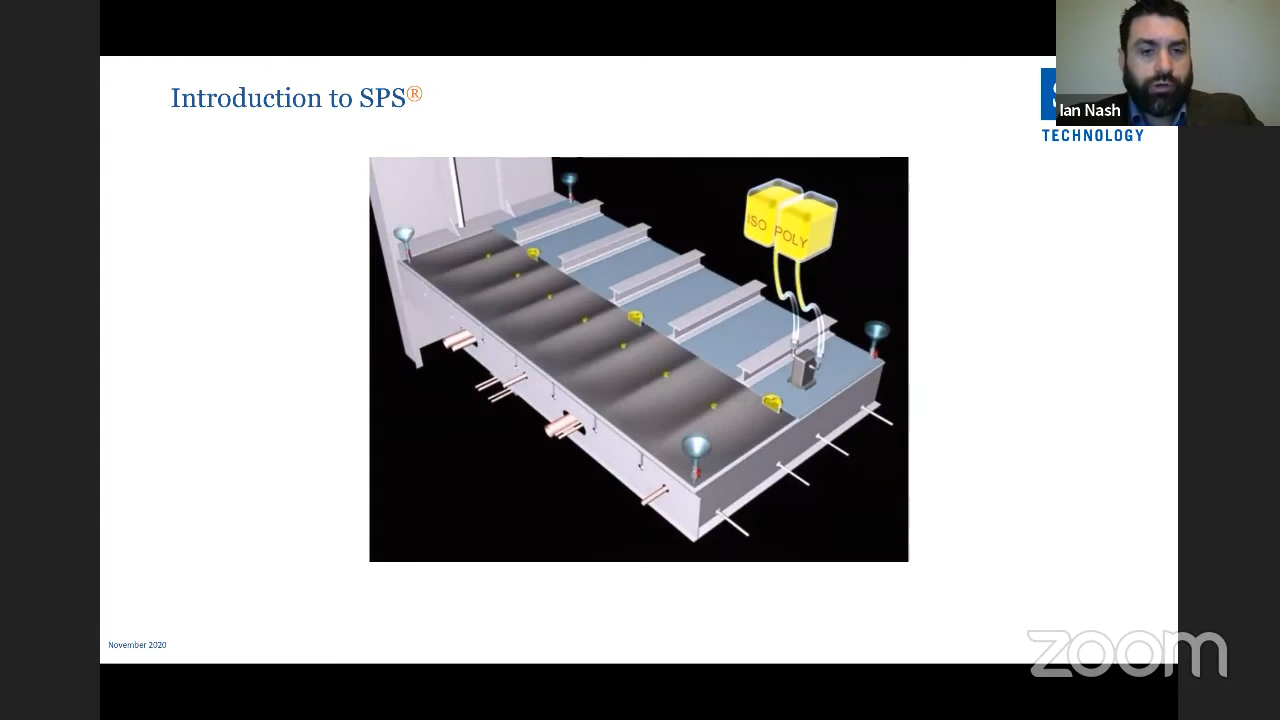 Introduction to SPS®
Ian Nash
TECHNOLOGY
ISO
POLY
November 2020
zoom